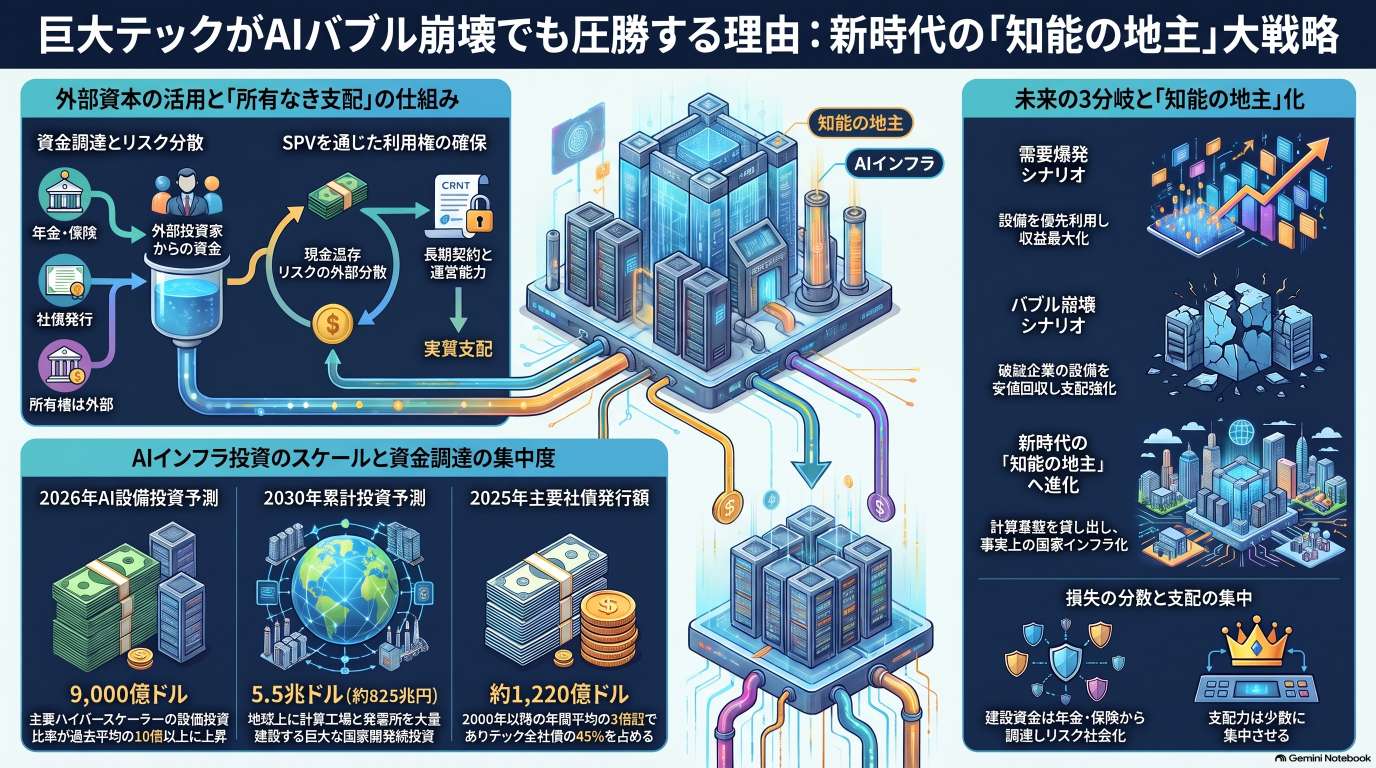 巨大テックがAIバブル崩壊でも圧勝する理由：新時代の「知能の地主」大戦略
外部資本の活用と「所有なき支配」の仕組み
資金調達とリスク分散
年金・保険
社債発行
所有権は外部
外部投資家
からの資金
SPVを通じた利用権の確保
現金温存
リスクの外部分散
CRNT
長期契約と
運営能力
実質支配
知能の地主
AIインフラ
AIインフラ投資のスケールと資金調達の集中度
2026年AI設備投資予測
9,000億ドル
主要ハイパースケーラーの設備投資
比率が過去平均の10倍以上に上昇
2030年累計投資予測
5.5兆ドル（約825兆円）
地球上に計算工場と発電所を大量
建設する巨大な国家開発続投資
2025年主要社債発行額
約1,220億ドル
2000年以降の年間平均の3倍で
ありテック全社債の45%を占める
未来の3分岐と「知能の地主」化
需要爆発
シナリオ
設備を優先利用し
収益最大化
バブル崩壊
シナリオ
破綻企業の設備を
安値回収し支配強化
新時代の
「知能の地主」
へ進化
計算基盤を貸し出し、
事実上の国家インフラ化
損失の分数と支配の集中
建設資金は年金・保険から
調達しリスク社会化
支配力は少数に
集中させる
Gemini Notebook